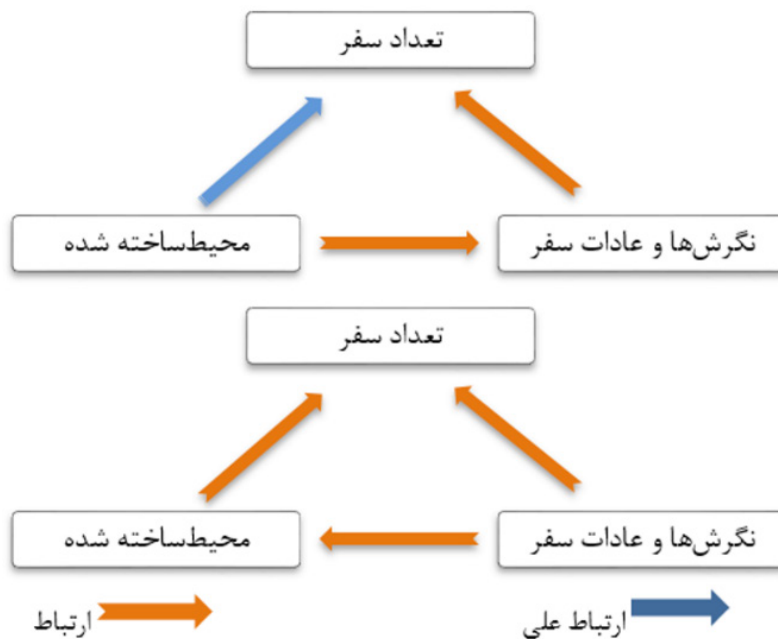 تعداد سفر
نگرش‌ها و عادات سفر
محیط‌ساخته شده
تعداد سفر
نگرش‌ها و عادات سفر
محیط‌ساخته شده
ارتباط علی
ارتباط